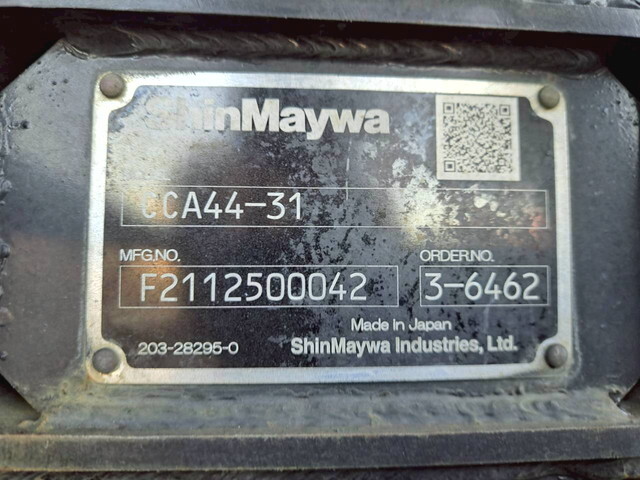 ShinMaywa
CCA44-31
MFG.NO. ORDER.NO.
F2112500042 3-6462
Made in Japan
203-28295-0 ShinMaywa Industries, Ltd.